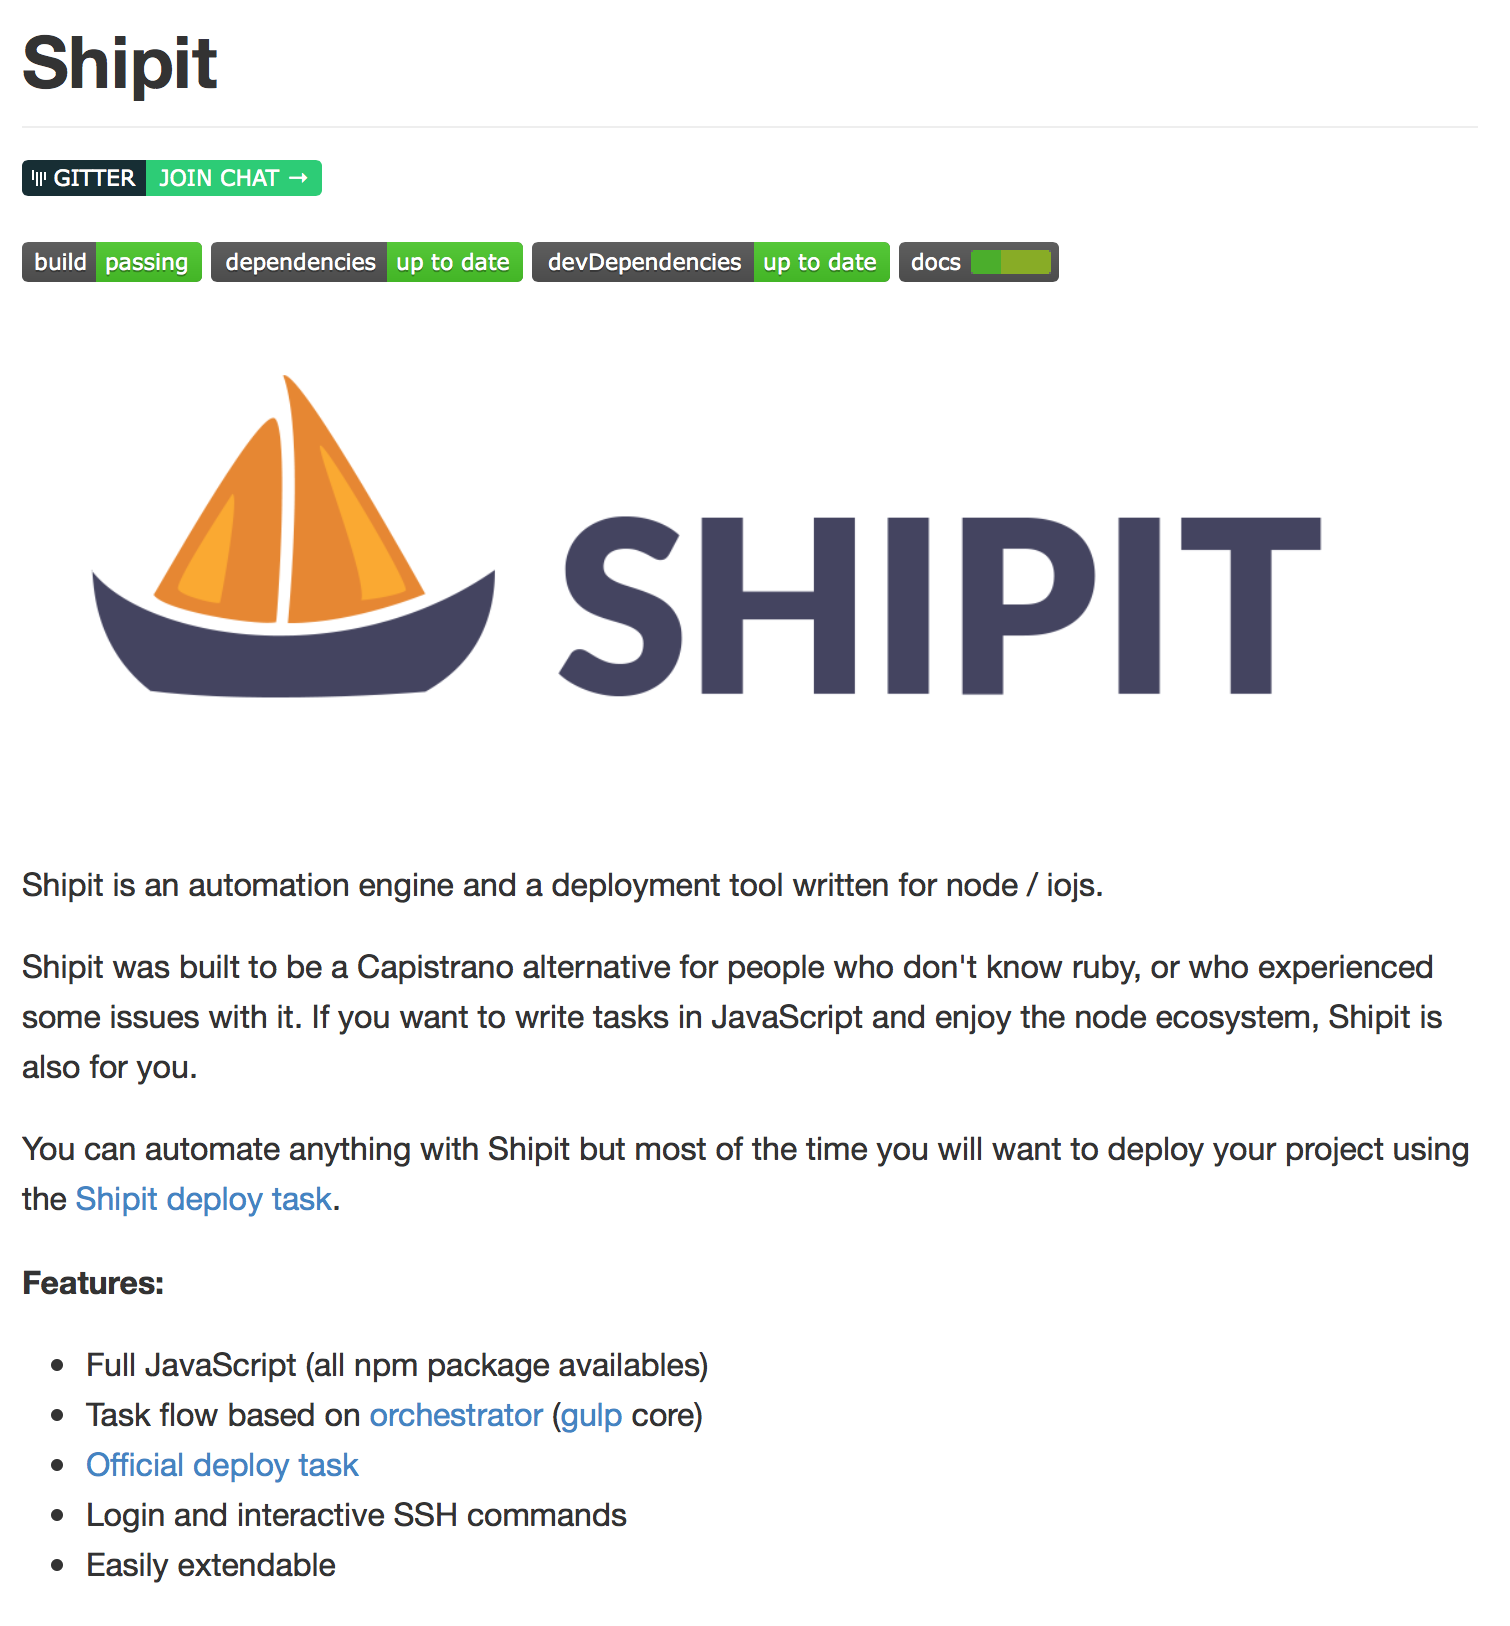 Shipit
GITTER JOIN CHAT →
build passing dependencies up to date devDependencies up to date docs
SHIPIT
Shipit is an automation engine and a deployment tool written for node / iojs.
Shipit was built to be a Capistrano alternative for people who don't know ruby, or who experienced
some issues with it. If you want to write tasks in JavaScript and enjoy the node ecosystem, Shipit is
also for you.
You can automate anything with Shipit but most of the time you will want to deploy your project using
the Shipit deploy task.
Features:
• Full JavaScript (all npm package availables)
• Task flow based on orchestrator (gulp core)
• Official deploy task
• Login and interactive SSH commands
• Easily extendable